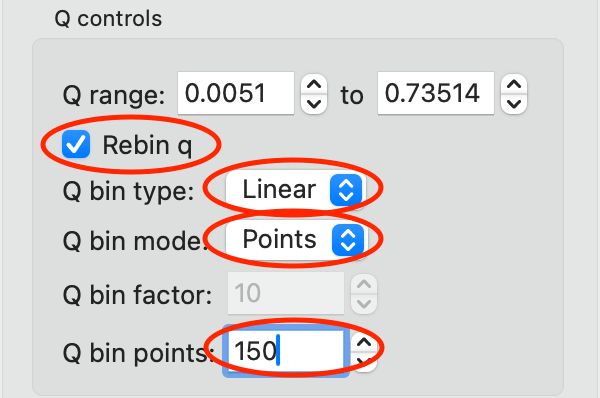 Q controls
Q range: 0.0051 to 0.73514
Rebin q
Q bin type: Linear
Q bin mode: Points
Q bin factor: 10
Q bin points: 150